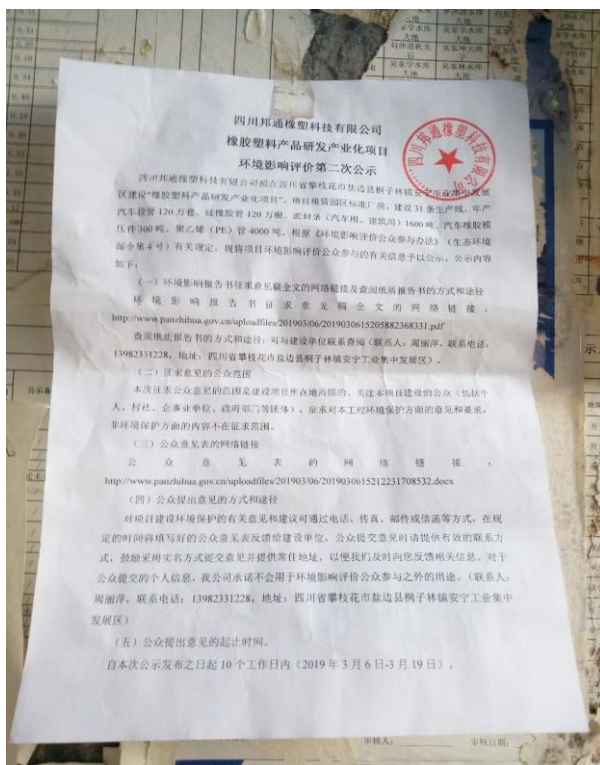 四川邦通橡塑科技有限公司
橡胶塑料产品研发产业化项目
环境影响评价第二次公示
四川邦通橡塑科技有限公司
四川邦通橡塑科技有限公司拟在四川省攀枝花市盐边县桐子林镇安宁工业集中发展
区建设“橡胶塑料产品研发产业化项目”。项目租赁园区标准厂房，建设31条生产线，年产
汽车胶管120万套、硅橡胶管120万根、密封条（汽车用、建筑用）1600吨、汽车橡胶模
压件300吨、聚乙烯（PE）管4000吨。根据《环境影响评价公众参与办法》（生态环境
部令第4号）有关规定，现将项目环境影响评价公众参与的有关信息予以公示。公示内容
如下：
（一）环境影响报告书征求意见稿全文的网络链接及查阅纸质报告书的方式和途径
环境影响报告书征求意见稿全文的网络链接：
http://www.panzhihua.gov.cn/uploadfiles/201903/06/2019030615205882368331.pdf
查阅纸质报告书的方式和途径：可与建设单位联系查阅（联系人：周丽萍，联系电话：
13982331228，地址：四川省攀枝花市盐边县桐子林镇安宁工业集中发展区）。
（二）征求意见的公众范围
本次征求公众意见的范围是建设项目所在地周围的、关注本项目建设的公众（包括个
人、村社、企事业单位、政府部门等团体），征求对本工程环境保护方面的意见和要求，
非环境保护方面的内容不在征求范围。
（三）公众意见表的网络链接
公众意见表的网络链接：
http://www.panzhihua.gov.cn/uploadfiles/201903/06/2019030615212231708532.docx
（四）公众提出意见的方式和途径
对项目建设环境保护的有关意见和建议可通过电话、传真、邮件或信函等方式，在规
定的时间将填写好的公众意见表反馈给建设单位。公众提交意见时请提供有效的联系方
式，鼓励采用实名方式提交意见并提供常住地址，以便我们及时向您反馈相关信息。对于
公众提交的个人信息，我公司承诺不会用于环境影响评价公众参与之外的用途。（联系人：
周丽萍，联系电话：13982331228，地址：四川省攀枝花市盐边县桐子林镇安宁工业集中
发展区）
（五）公众提出意见的起止时间。
自本次公示发布之日起10个工作日内（2019年3月6日-3月19日）。
审核人：
审核日期：